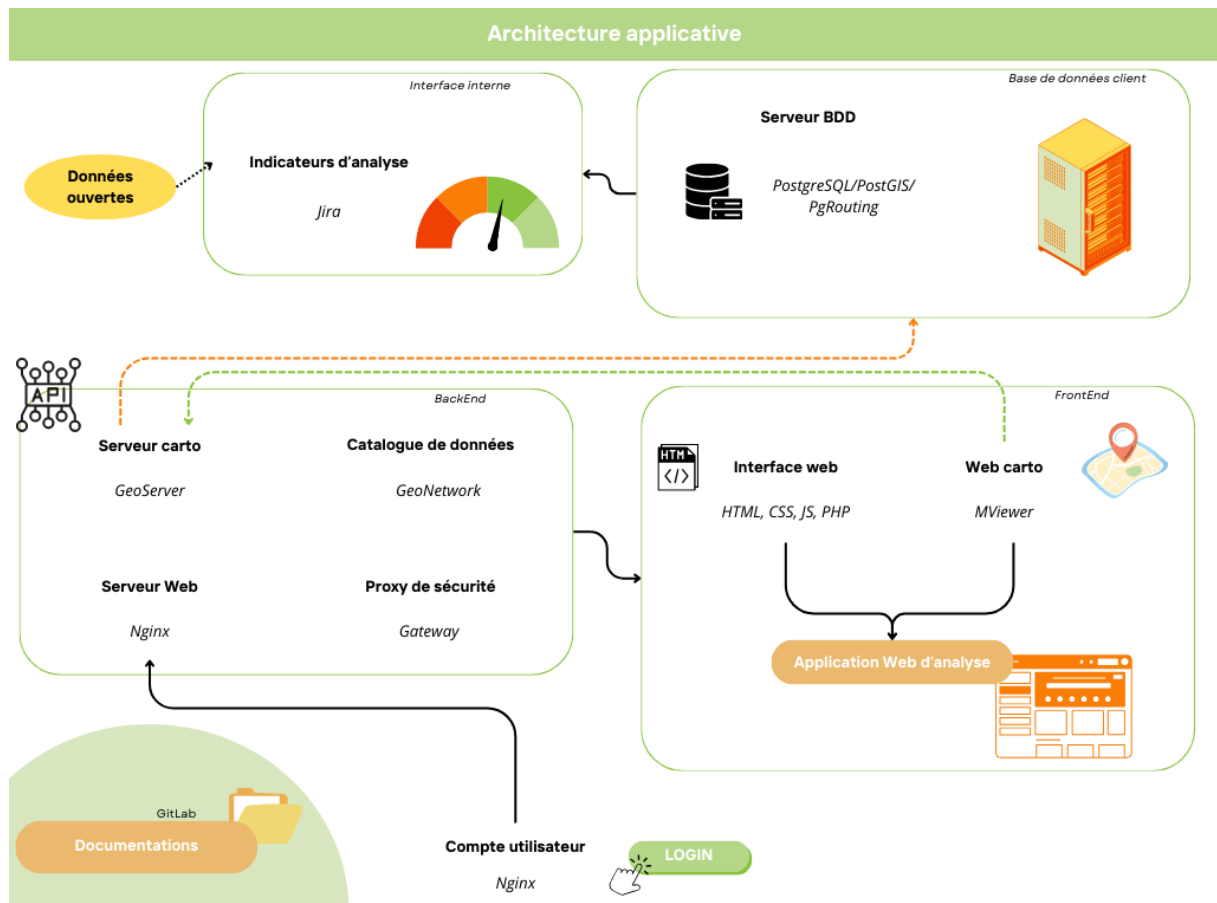 Architecture applicative
Interface interne
Base de données client
Serveur BDD
Données
ouvertes
Indicateurs d'analyse
Jira
PostgreSQL/PostGIS/
PgRouting
API
BackEnd
FrontEnd
Serveur carto
Catalogue de données
GeoServer
GeoNetwork
HTML
</>
Interface web
Web carto
HTML, CSS, JS, PHP
MViewer
Serveur Web
Proxy de sécurité
Nginx
Gateway
Application Web d'analyse
GitLab
Documentations
Compte utilisateur
LOGIN
Nginx